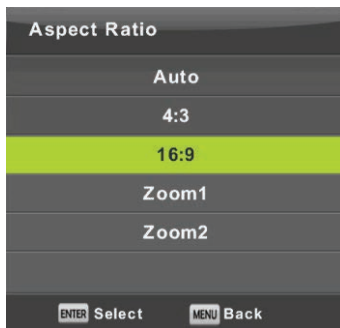 Aspect Ratio
Auto
4:3
16:9
Zoom1
Zoom2
ENTER Select MENU Back